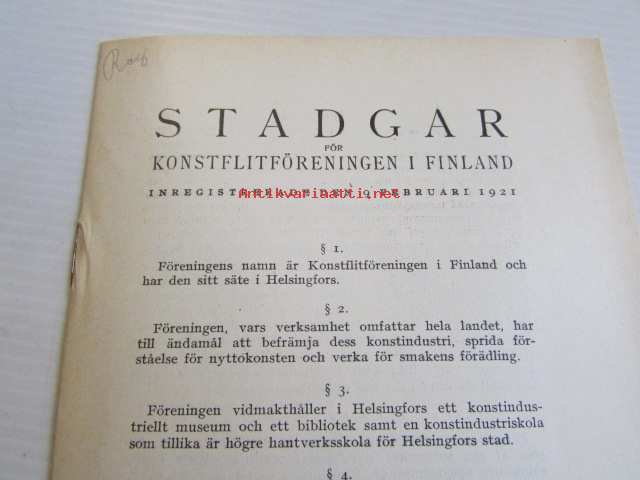 STADGAR
FÖR
KONSTFLITFÖRENINGEN I FINLAND
INREGISTRERADE DEN 9 FEBRUARI 1921
Antikvariaatti.net
§ 1.
Föreningens namn är Konstflitföreningen i Finland och
har den sitt säte i Helsingfors.
§ 2.
Föreningen, vars verksamhet omfattar hela landet, har
till ändamål att befrämja dess konstindustri, sprida för-
ståelse för nyttokonsten och verka för smakens förädling.
§ 3.
Föreningen vidmakthåller i Helsingfors ett konstindus-
triellt museum och ett bibliotek samt en konstindustriskola
som tillika är högre hantverksskola för Helsingfors stad.
§ 4.